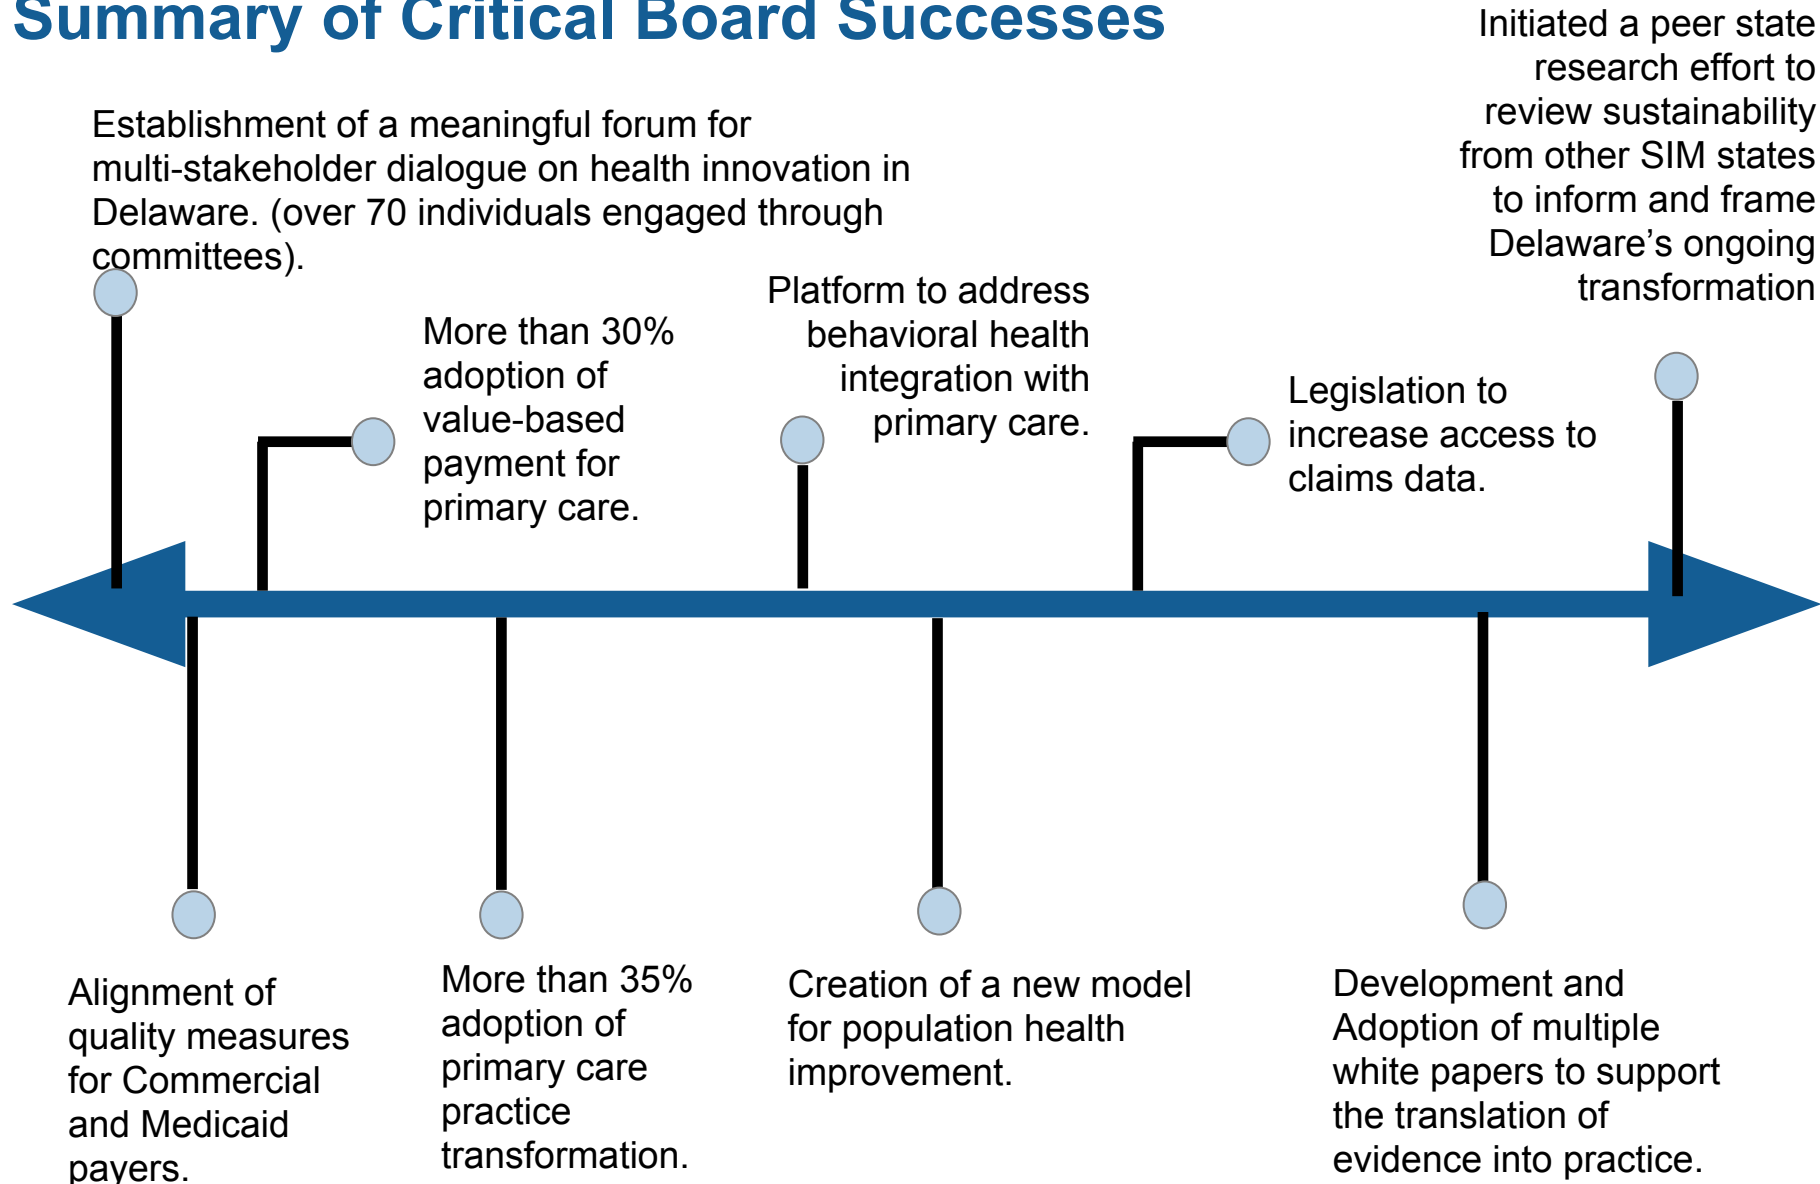 Summary of Critical Board Successes
Initiated a peer state
research effort to
review sustainability
from other SIM states
to inform and frame
Delaware’s ongoing
transformation
Establishment of a meaningful forum for
multi-stakeholder dialogue on health innovation in
Delaware. (over 70 individuals engaged through
committees).
More than 30%
adoption of
value-based
payment for
primary care.
Platform to address
behavioral health
integration with
primary care.
Legislation to
increase access to
claims data.
Alignment of
quality measures
for Commercial
and Medicaid
payers.
More than 35%
adoption of
primary care
practice
transformation.
Creation of a new model
for population health
improvement.
Development and
Adoption of multiple
white papers to support
the translation of
evidence into practice.